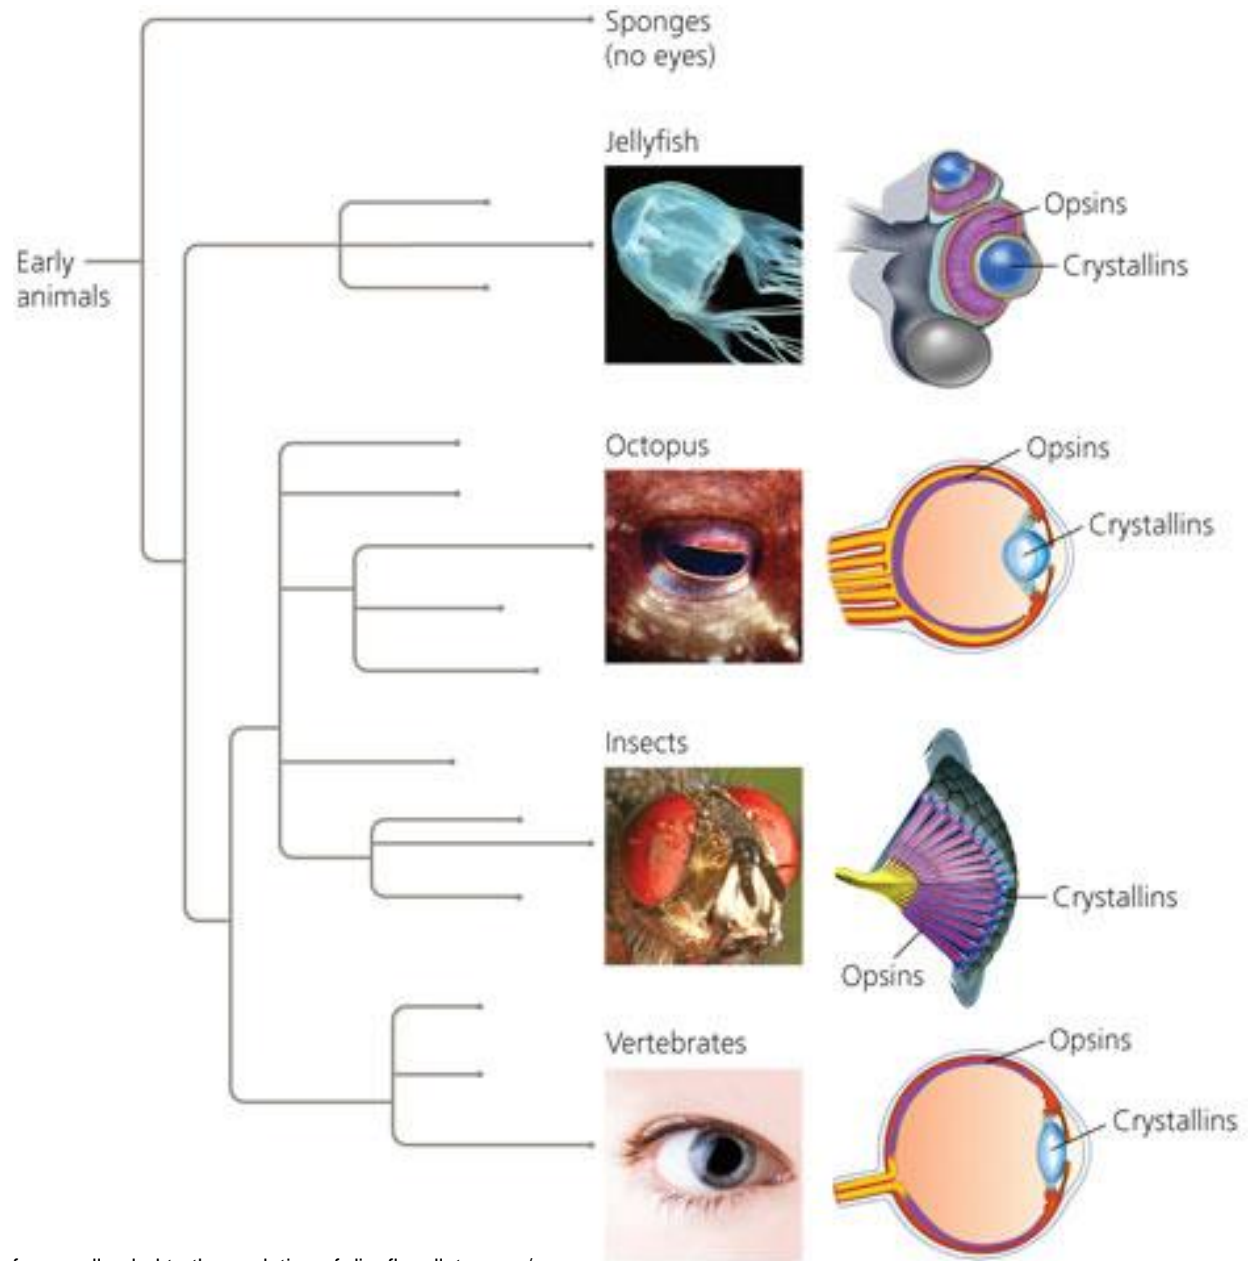 Sponges
(no eyes)
Jellyfish
Opsins
Crystallins
Early
animals
Octopus
Opsins
Crystallins
Insects
Crystallins
Opsins
Vertebrates
Opsins
Crystallins